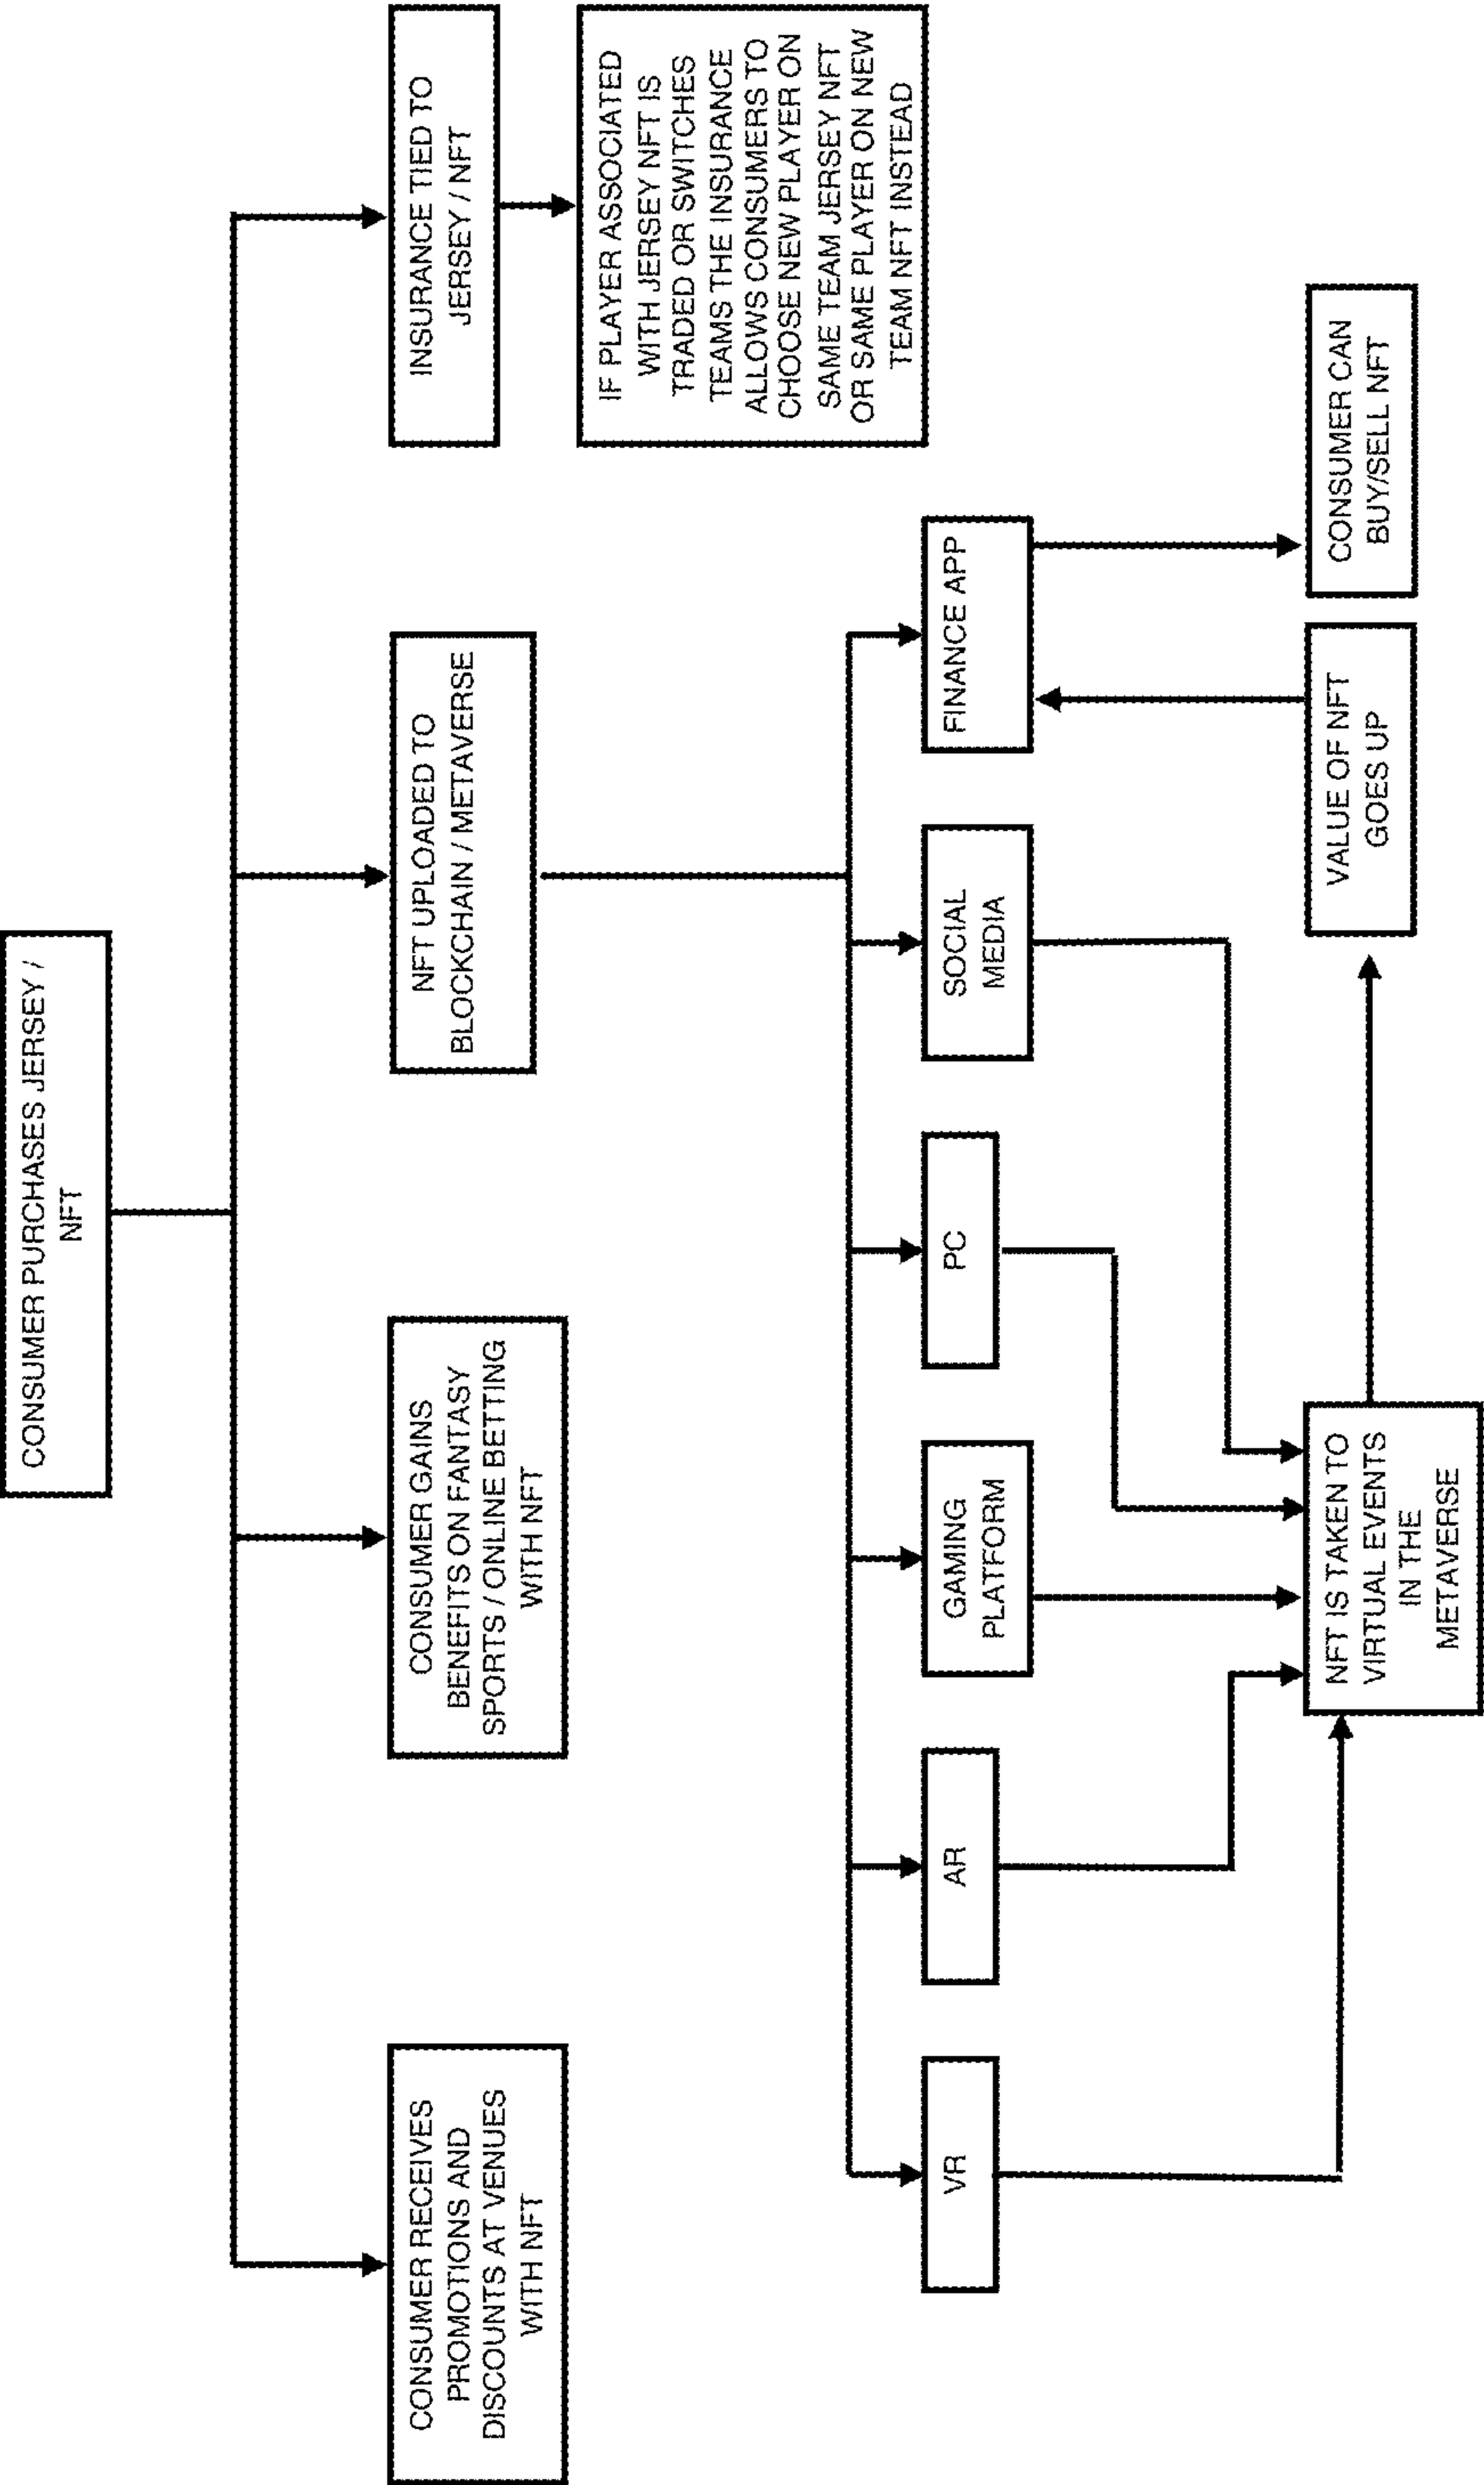 CONSUMER PURCHASES JERSEY /
NFT
CONSUMER RECEIVES
PROMOTIONS AND
DISCOUNTS AT VENUES
WITH NFT
CONSUMER GAINS
BENEFITS ON FANTASY
SPORTS / ONLINE BETTING
WITH NFT
NFT UPLOADED TO
BLOCKCHAIN / METAVERSE
INSURANCE TIED TO
JERSEY / NFT
IF PLAYER ASSOCIATED
WITH JERSEY NFT IS
TRADED OR SWITCHES
TEAMS THE INSURANCE
ALLOWS CONSUMERS TO
CHOOSE NEW PLAYER ON
SAME TEAM JERSEY NFT
OR SAME PLAYER ON NEW
TEAM NFT INSTEAD
VR
AR
GAMING
PLATFORM
PC
SOCIAL
MEDIA
FINANCE APP
NFT IS TAKEN TO
VIRTUAL EVENTS
IN THE
METAVERSE
VALUE OF NFT
GOES UP
CONSUMER CAN
BUY/SELL NFT